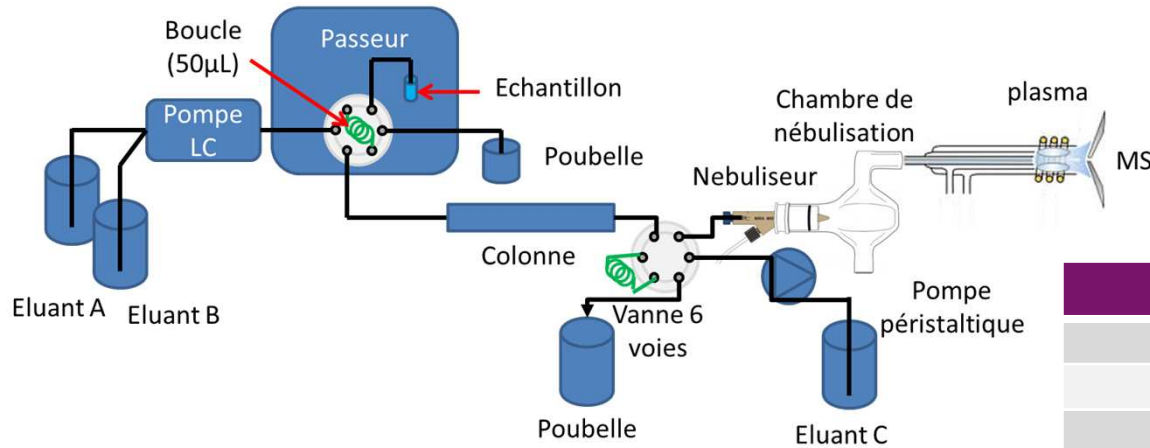 Boucle
(50µL)
Passeur
Echantillon
Pompe
LC
Poubelle
Chambre de
nébulisation
plasma
MS
Nebuliseur
Colonne
Eluant A
Eluant B
Vanne 6
voies
Pompe
péristaltique
Poubelle
Eluant C